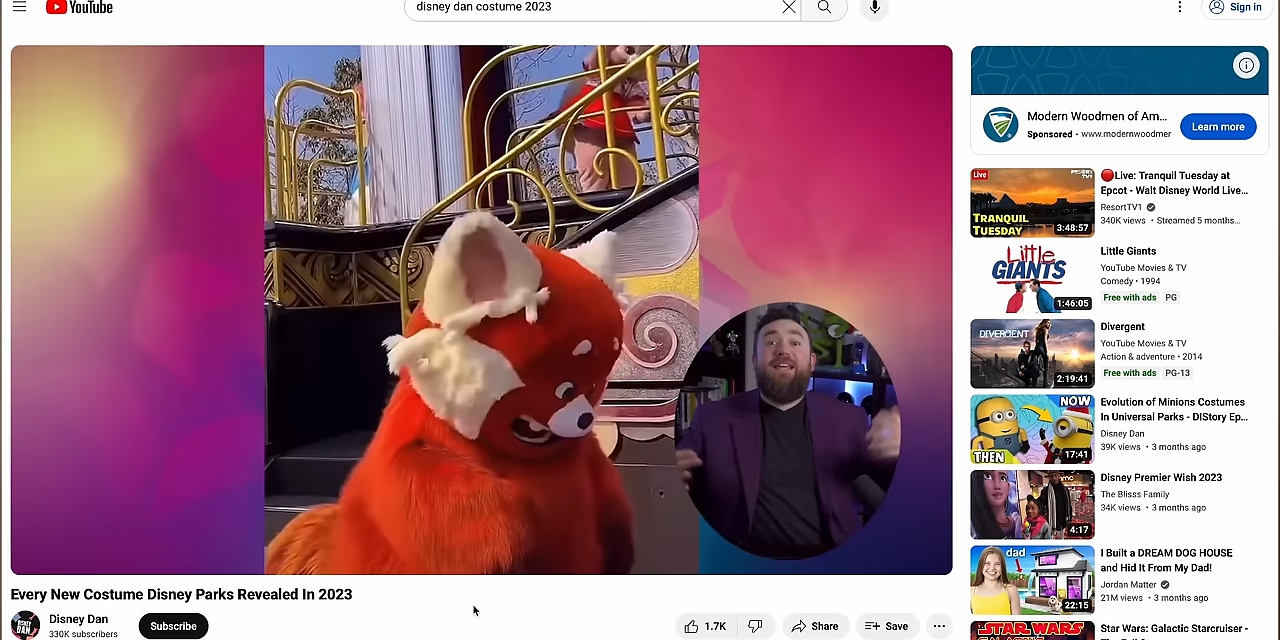 YouTube
disney dan costume 2023
Sign in
Modern Woodmen of Am...
Sponsored • www.modernwoodmer
Learn more
Live
TRANQUIL
TUESDAY
3:48:57
Live: Tranquil Tuesday at
Epcot - Walt Disney World Live...
ResortTV1
340K views • Streamed 5 months...
Little
GIANTS
1:46:05
Little Giants
YouTube Movies & TV
Comedy • 1994
Free with ads
PG
DIVERGENT
2:19:41
Divergent
YouTube Movies & TV
Action & adventure • 2014
Free with ads
PG-13
NOW
THEN
17:41
Evolution of Minions Costumes
In Universal Parks - DIStory Ep...
Disney Dan
39K views • 3 months ago
4:17
Disney Premier Wish 2023
The Blisss Family
34K views • 3 months ago
dad
22:15
I Built a DREAM DOG HOUSE
and Hid It From My Dad!
Jordan Matter
21M views • 3 months ago
STAR WARS
Star Wars: Galactic Starcruiser -
Every New Costume Disney Parks Revealed In 2023
Disney Dan
330K subscribers
Subscribe
1.7K
Share
Save